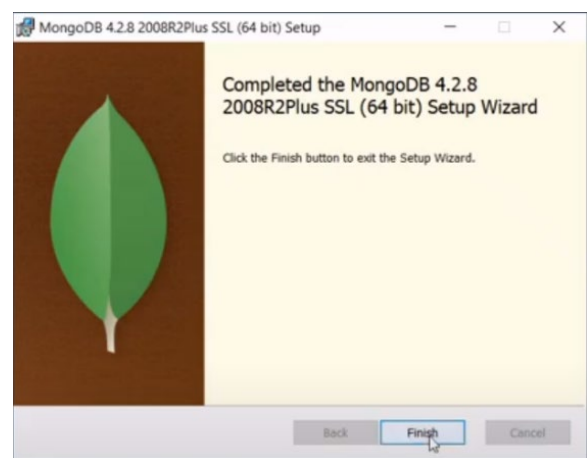 MongoDB 4.2.8 2008R2Plus SSL (64 bit) Setup
Completed the MongoDB 4.2.8
2008R2Plus SSL (64 bit) Setup Wizard
Click the Finish button to exit the Setup Wizard.
Back Finish Cancel